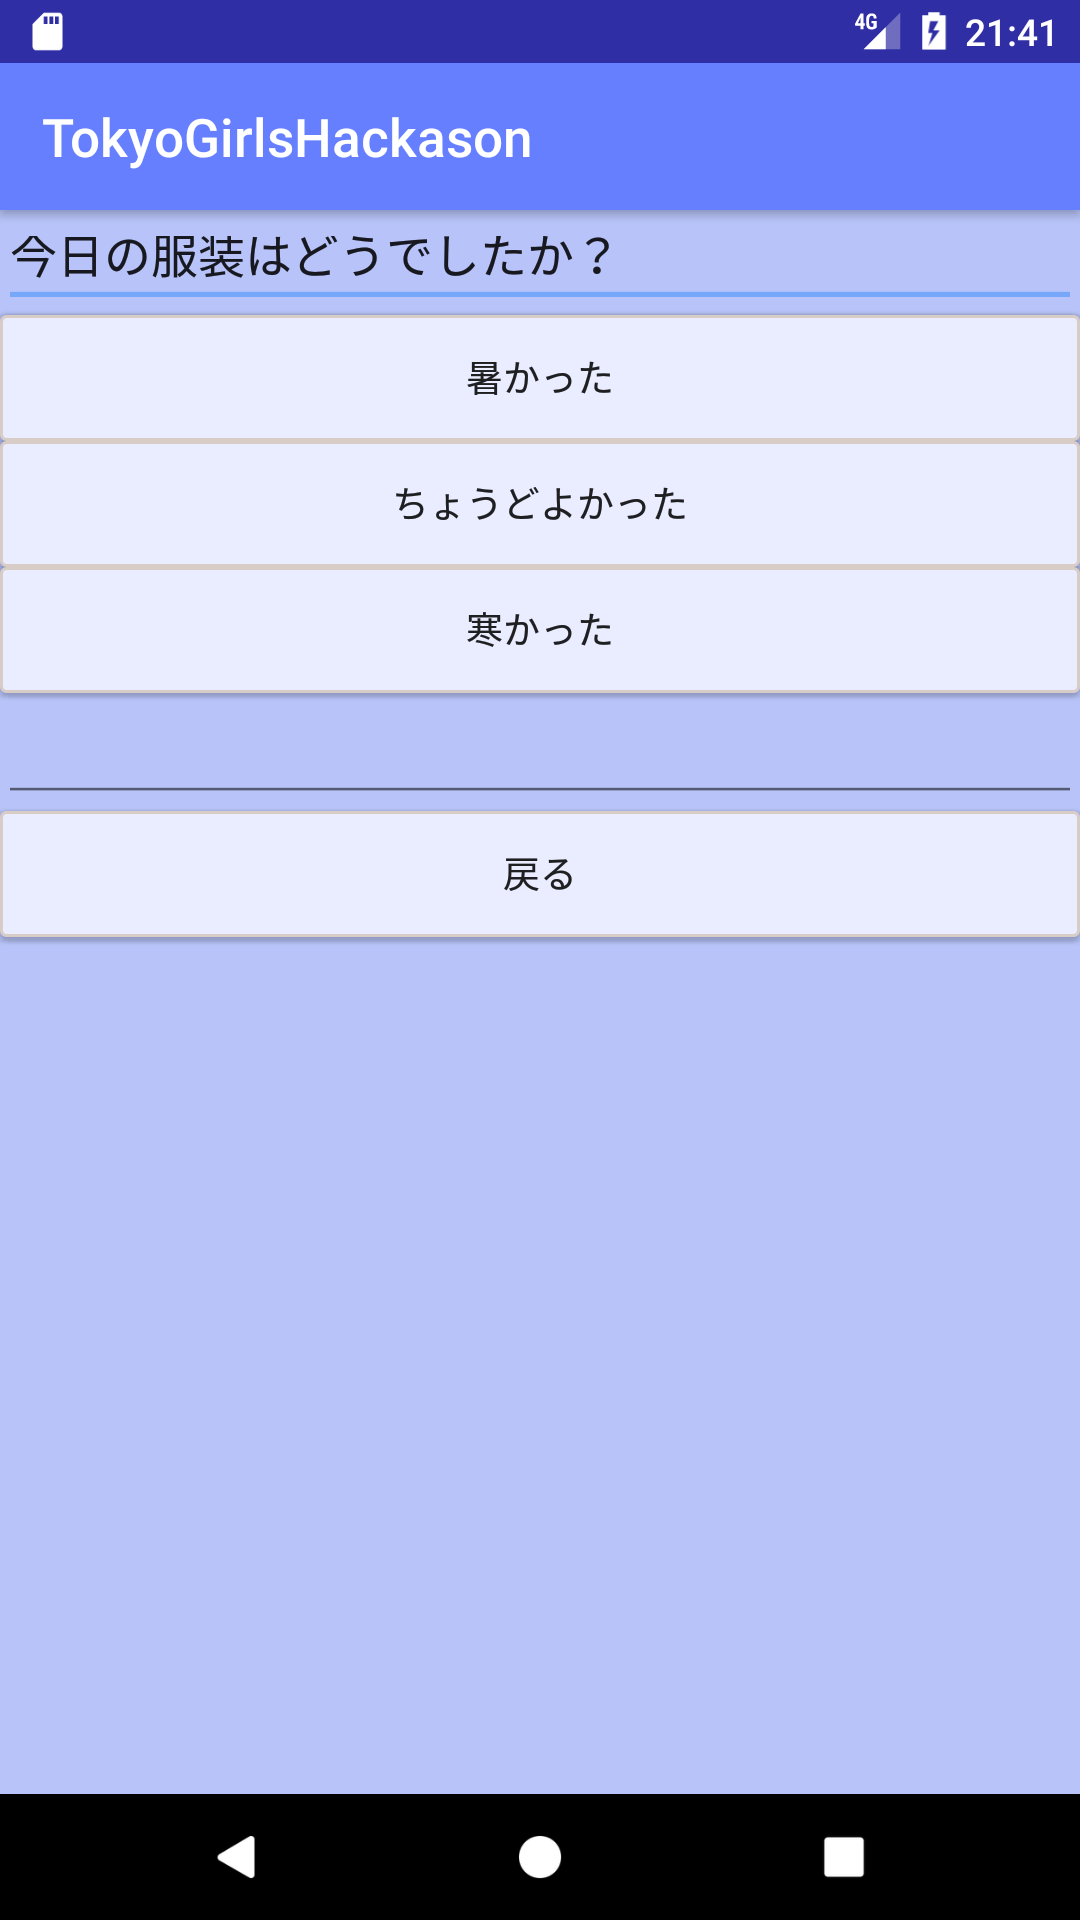 4G 21:41
TokyoGirlsHackason
今日の服装はどうでしたか？
暑かった
ちょうどよかった
寒かった
戻る